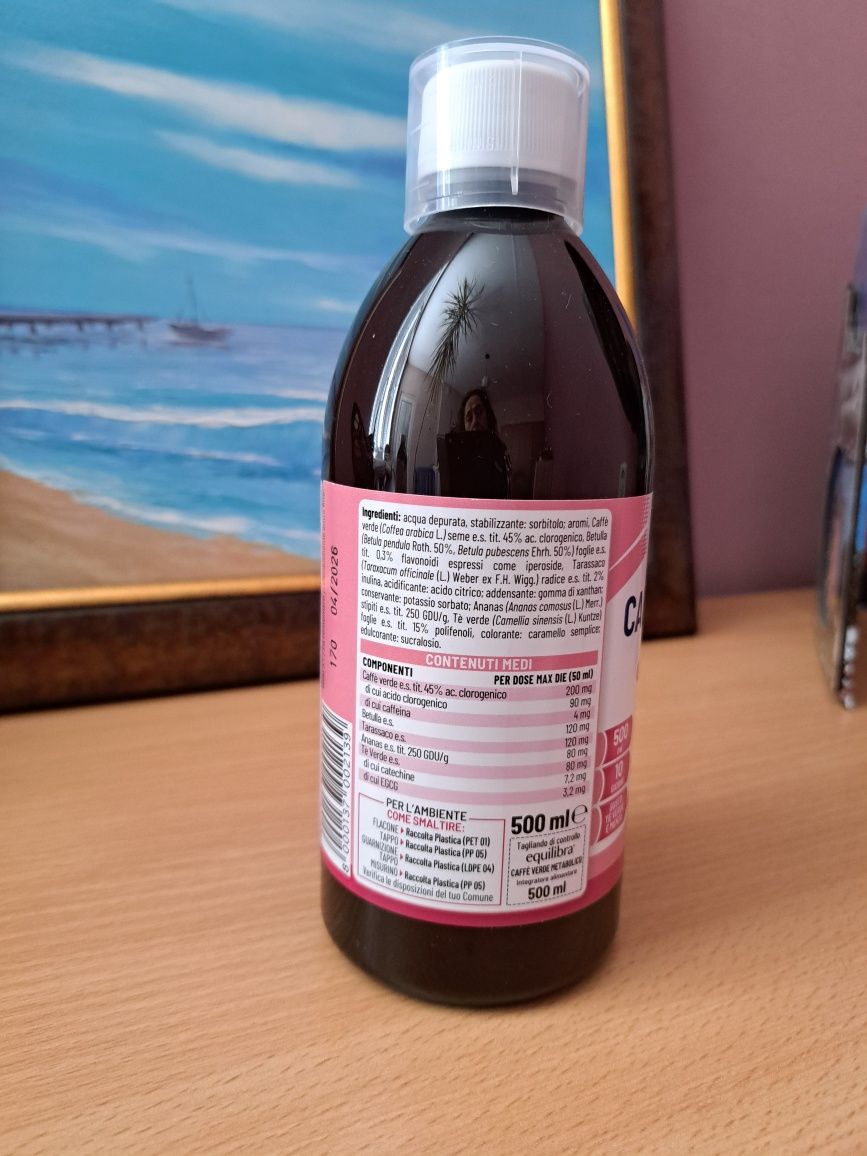 Ingredienti: acqua depurata, stabilizzante: sorbitolo; aromi, Caffè
verde (Coffea arabica L.) seme e.s. tit. 45% ac. clorogenico, Betulla
(Betula pendula Roth. 50%, Betula pubescens Ehrh. 50%) foglie e.s.
tit. 0,3% flavonoidi espressi come iperoside, Tarassaco
(Taraxacum officinale (L.) Weber ex F.H. Wigg.) radice e.s. tit. 2%
inulina, acidificante: acido citrico; addensante: gomma di xanthan;
conservante: potassio sorbato; Ananas (Ananas comosus (L.) Merr.)
stipiti e.s. tit. 250 GDU/g, Tè verde (Camellia sinensis (L.) Kuntze)
foglie e.s. tit. 15% polifenoli, colorante: caramello semplice;
edulcorante: sucralosio.
CONTENUTI MEDI
COMPONENTI PER DOSE MAX DIE (50 ml)
Caffè verde e.s. tit. 45% ac. clorogenico 200 mg
di cui acido clorogenico 90 mg
di cui caffeina 4 mg
Betulla e.s. 120 mg
Tarassaco e.s. 120 mg
Ananas e.s. tit. 250 GDU/g 80 mg
Tè Verde e.s. 80 mg
di cui catechine 7,2 mg
di cui EGCG 3,2 mg
PER L'AMBIENTE
COME SMALTIRE:
FLACONE Raccolta Plastica (PET 01)
TAPPO Raccolta Plastica (PP 05)
GUARNIZIONE TAPPO Raccolta Plastica (LDPE 04)
MISURINO Raccolta Plastica (PP 05)
Verifica le disposizioni del tuo Comune
500 ml e
Tagliando di controllo
equilibra
CAFFÈ VERDE METABOLICO
Integratore alimentare
500 ml
170 04/2026
8 000137 002139
CA
500
ml
10